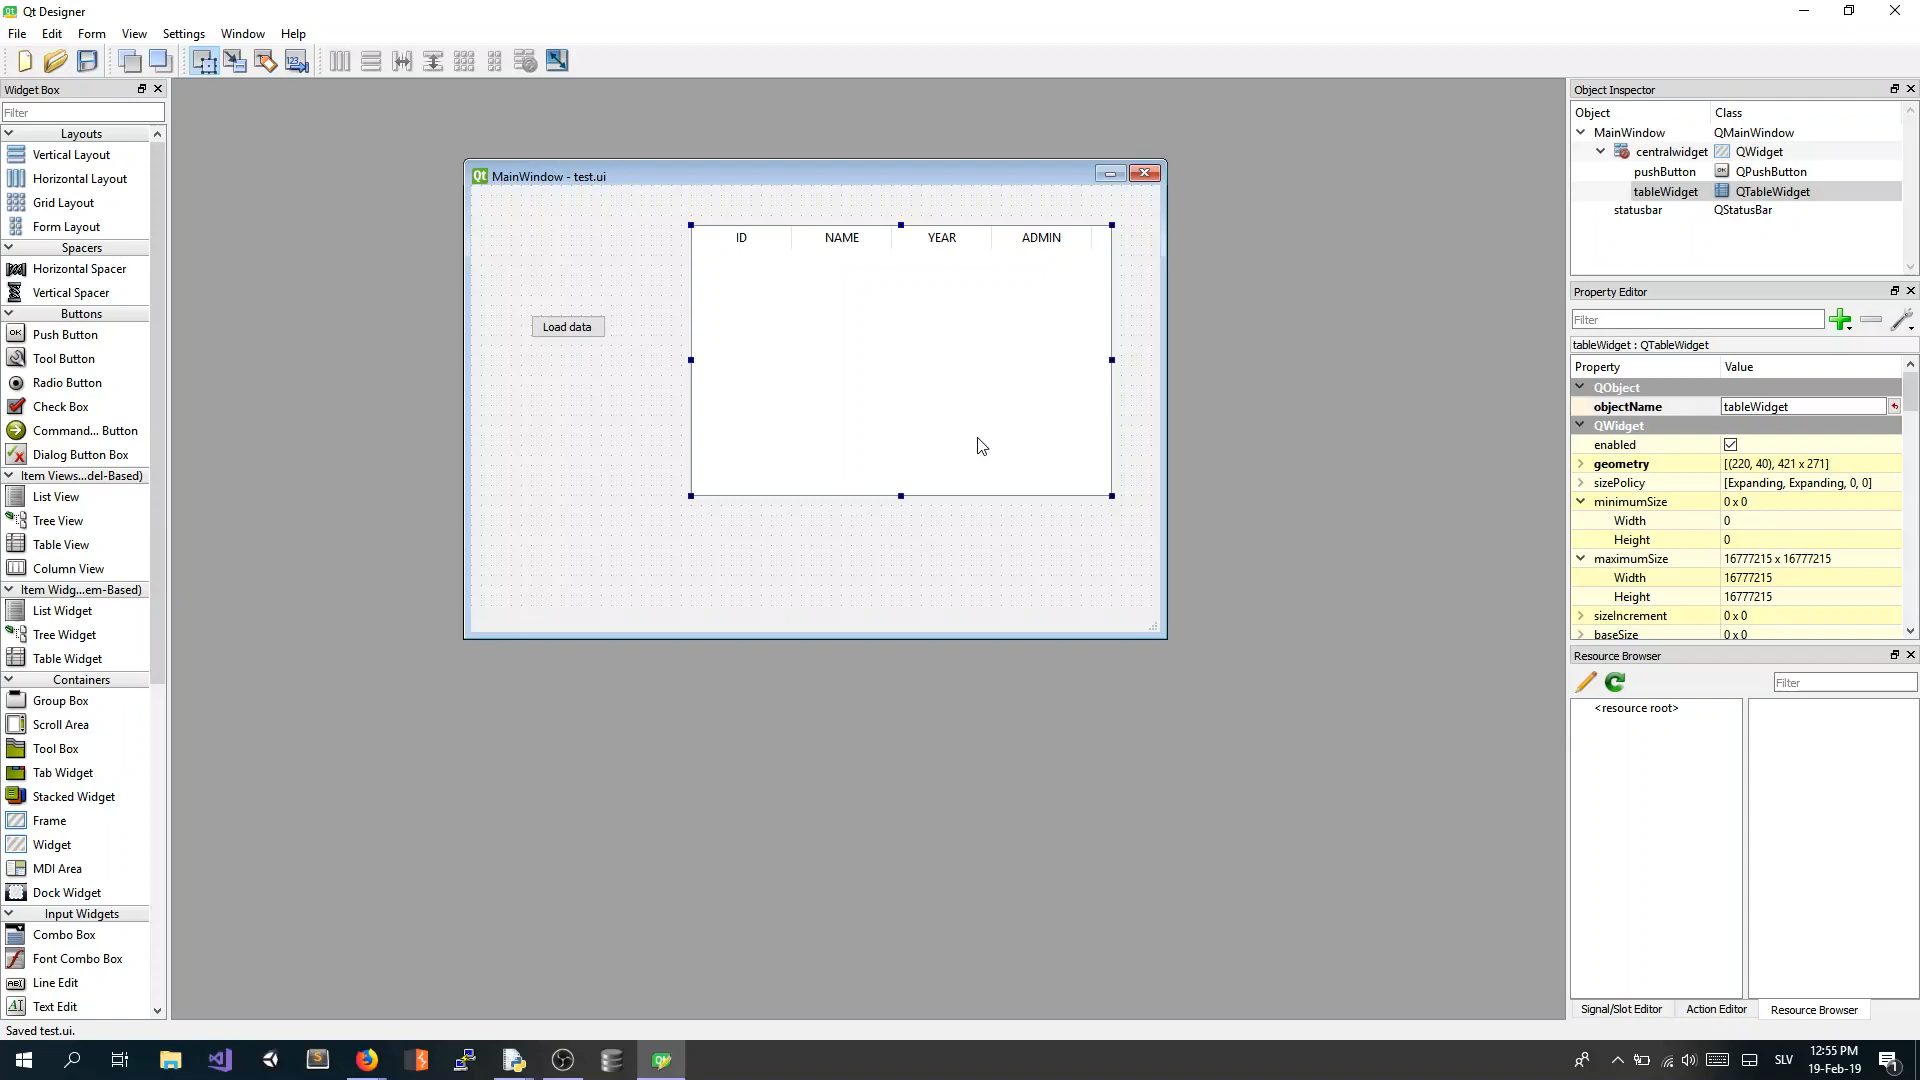 Qt Designer
File Edit Form View Settings Window Help
Widget Box
Filter
Layouts
Vertical Layout
Horizontal Layout
Grid Layout
Form Layout
Spacers
Horizontal Spacer
Vertical Spacer
Buttons
Push Button
Tool Button
Radio Button
Check Box
Command... Button
Dialog Button Box
Item Views...del-Based)
List View
Tree View
Table View
Column View
Item Widg...em-Based)
List Widget
Tree Widget
Table Widget
Containers
Group Box
Scroll Area
Tool Box
Tab Widget
Stacked Widget
Frame
Widget
MDI Area
Dock Widget
Input Widgets
Combo Box
Font Combo Box
Line Edit
Text Edit
Saved test.ui.
MainWindow - test.ui
ID NAME YEAR ADMIN
Load data
Object Inspector
Object Class
MainWindow QMainWindow
centralwidget QWidget
pushButton QPushButton
tableWidget QTableWidget
statusbar QStatusBar
Property Editor
Filter
tableWidget : QTableWidget
Property Value
QObject
objectName tableWidget
QWidget
enabled
geometry [(220, 40), 421 x 271]
sizePolicy [Expanding, Expanding, 0, 0]
minimumSize 0 x 0
Width 0
Height 0
maximumSize 16777215 x 16777215
Width 16777215
Height 16777215
sizeIncrement 0 x 0
baseSize 0 x 0
Resource Browser
Filter
<resource root>
Signal/Slot Editor Action Editor Resource Browser
SLV
12:55 PM
19-Feb-19
1